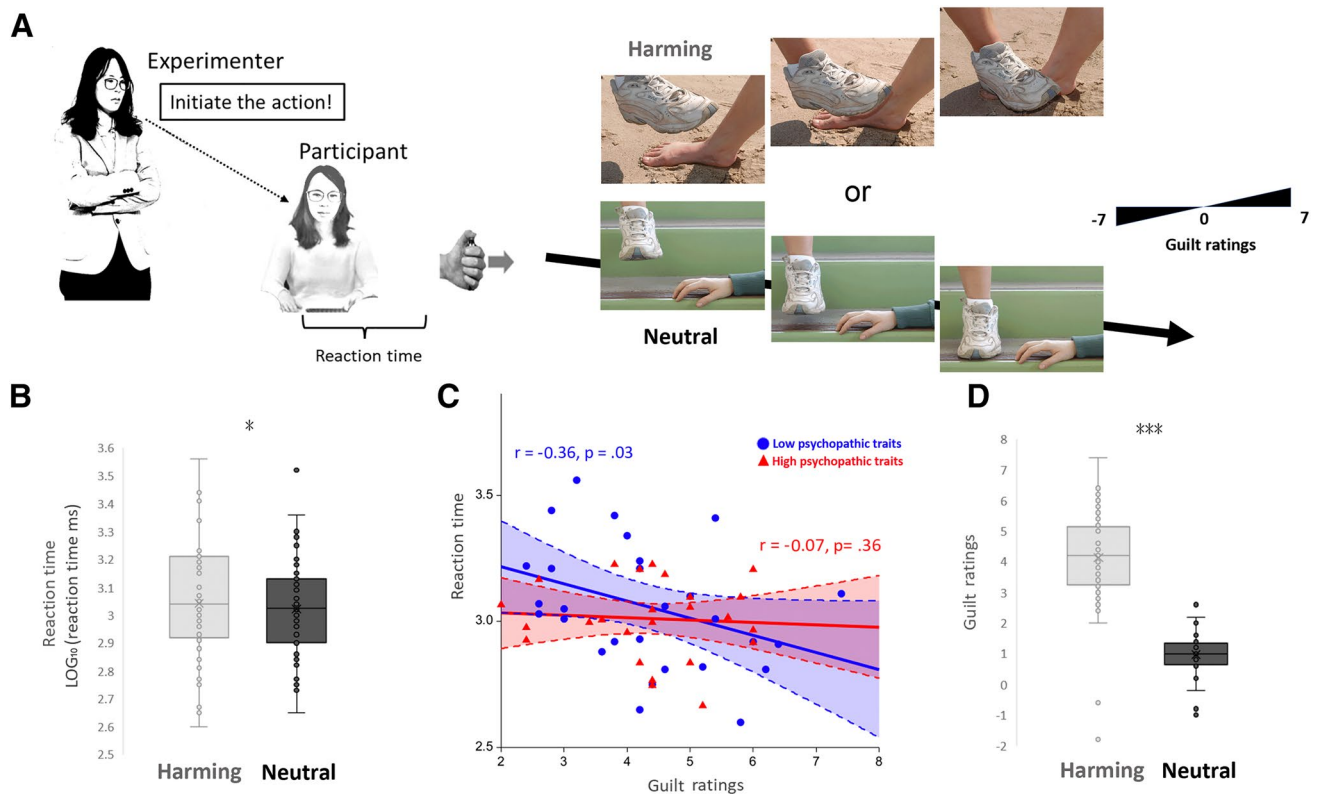 A
Experimenter
Initiate the action!
Participant
Reaction time
Harming
or
Neutral
-7
0
7
Guilt ratings
B
*
Reaction time
LOG10 (reaction time ms)
3.6
3.5
3.4
3.3
3.2
3.1
3
2.9
2.8
2.7
2.6
2.5
Harming
Neutral
C
r = -0.36, p = .03
Low psychopathic traits
High psychopathic traits
r = -0.07, p= .36
Reaction time
3.5
3.0
2.5
2
3
4
5
6
7
8
Guilt ratings
D
***
Guilt ratings
8
7
6
5
4
3
2
1
0
-1
-2
Harming
Neutral